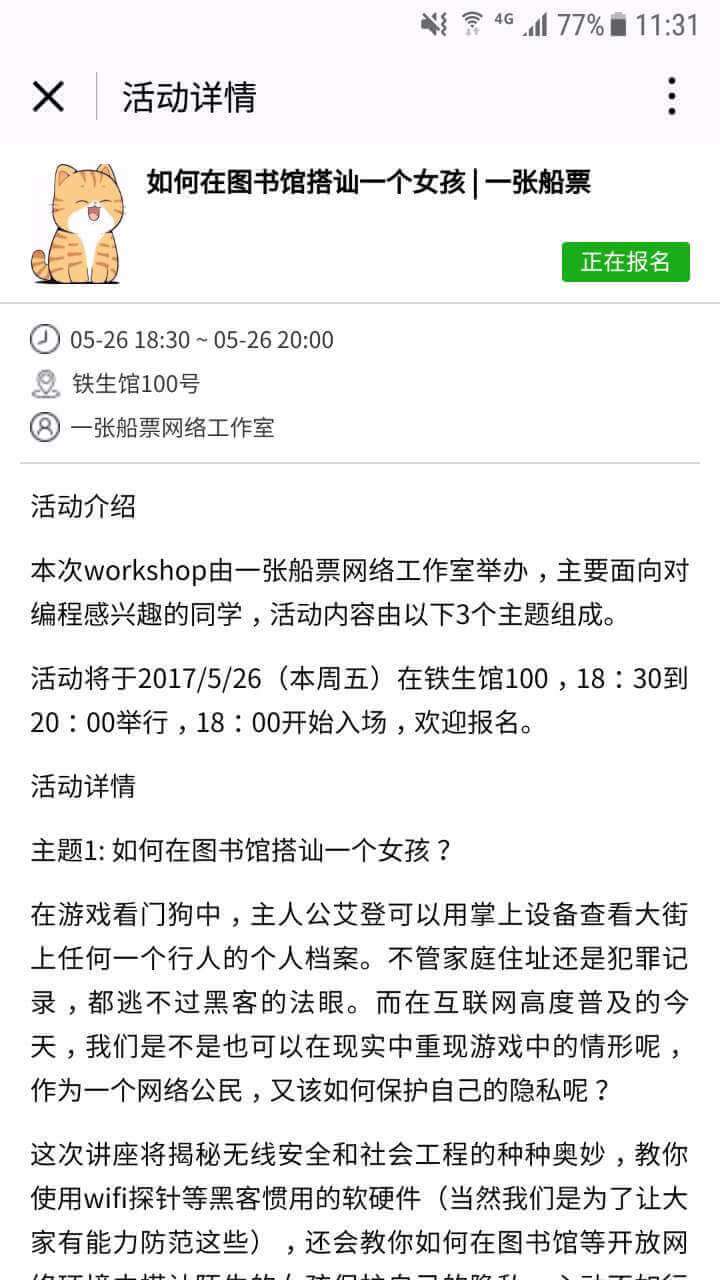 4G 77% 11:31
活动详情
如何在图书馆搭讪一个女孩 | 一张船票
正在报名
05-26 18:30 ~ 05-26 20:00
铁生馆100号
一张船票网络工作室
活动介绍
本次workshop由一张船票网络工作室举办，主要面向对
编程感兴趣的同学，活动内容由以下3个主题组成。
活动将于2017/5/26（本周五）在铁生馆100，18：30到
20：00举行，18：00开始入场，欢迎报名。
活动详情
主题1: 如何在图书馆搭讪一个女孩？
在游戏看门狗中，主人公艾登可以用掌上设备查看大街
上任何一个行人的个人档案。不管家庭住址还是犯罪记
录，都逃不过黑客的法眼。而在互联网高度普及的今
天，我们是不是也可以在现实中重现游戏中的情形呢，
作为一个网络公民，又该如何保护自己的隐私呢？
这次讲座将揭秘无线安全和社会工程的种种奥妙，教你
使用wifi探针等黑客惯用的软硬件（当然我们是为了让大
家有能力防范这些），还会教你如何在图书馆等开放网